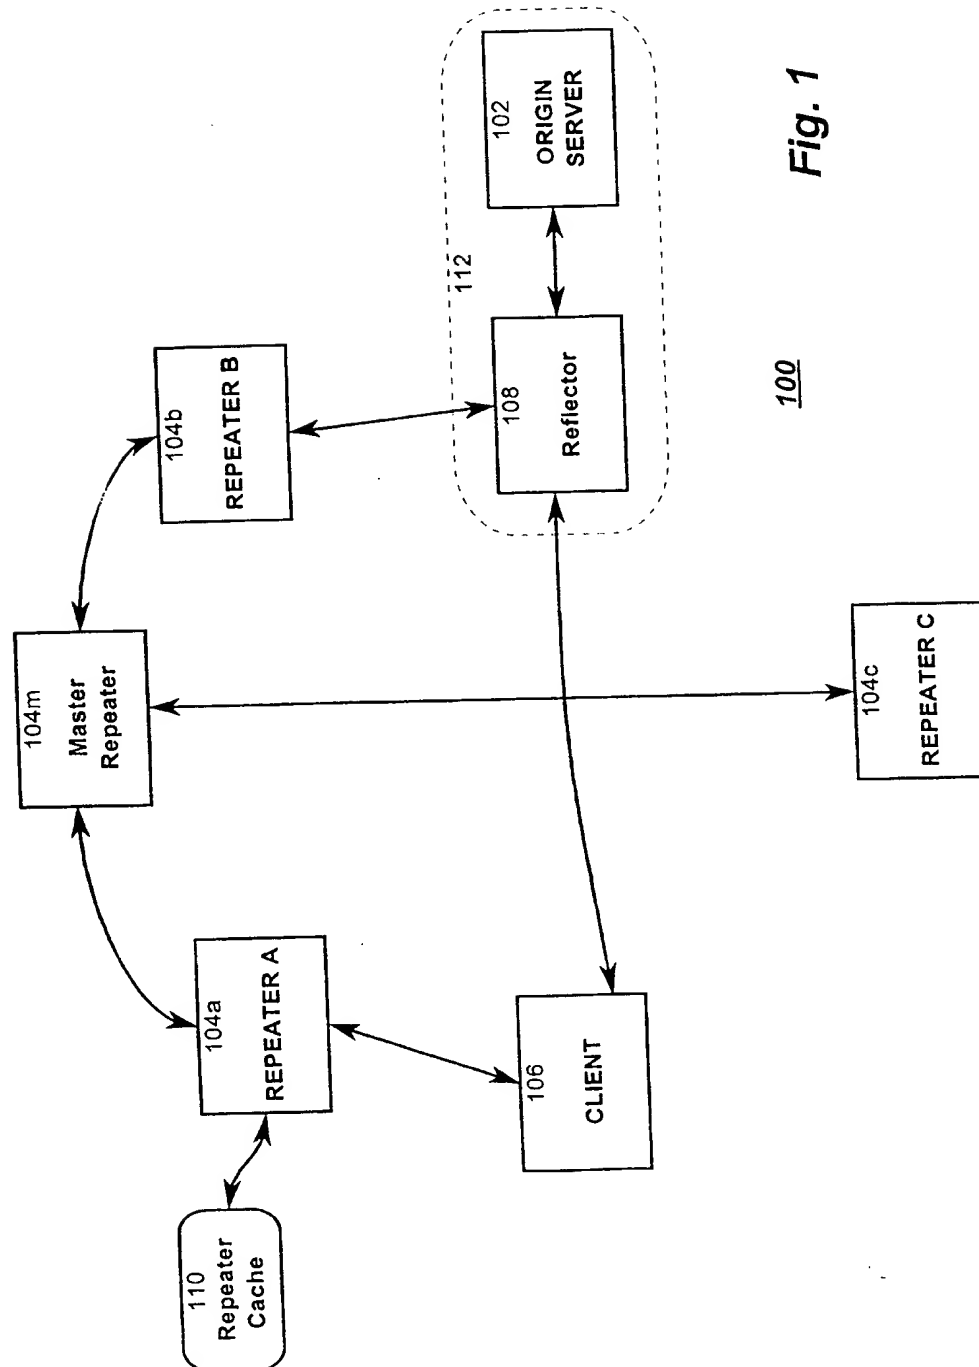 110
Repeater
Cache
104a
REPEATER A
104m
Master
Repeater
104b
REPEATER B
106
CLIENT
112
108
Reflector
102
ORIGIN
SERVER
104c
REPEATER C
100
Fig. 1